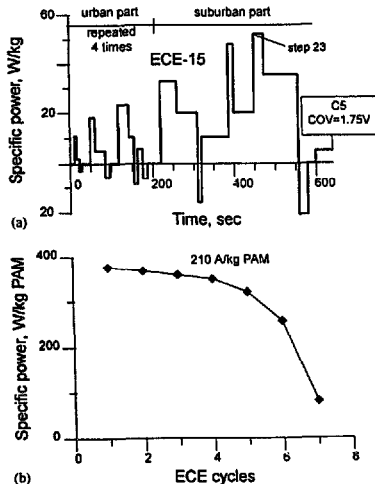 urban part
suburban part
repeated
4 times
ECE-15
step 23
C5
COV=1.75V
Specific power, W/kg
60
40
20
0
20
0
200
400
600
Time, sec
(a)
210 A/kg PAM
Specific power, W/kg PAM
400
200
0
0
2
4
6
8
ECE cycles
(b)